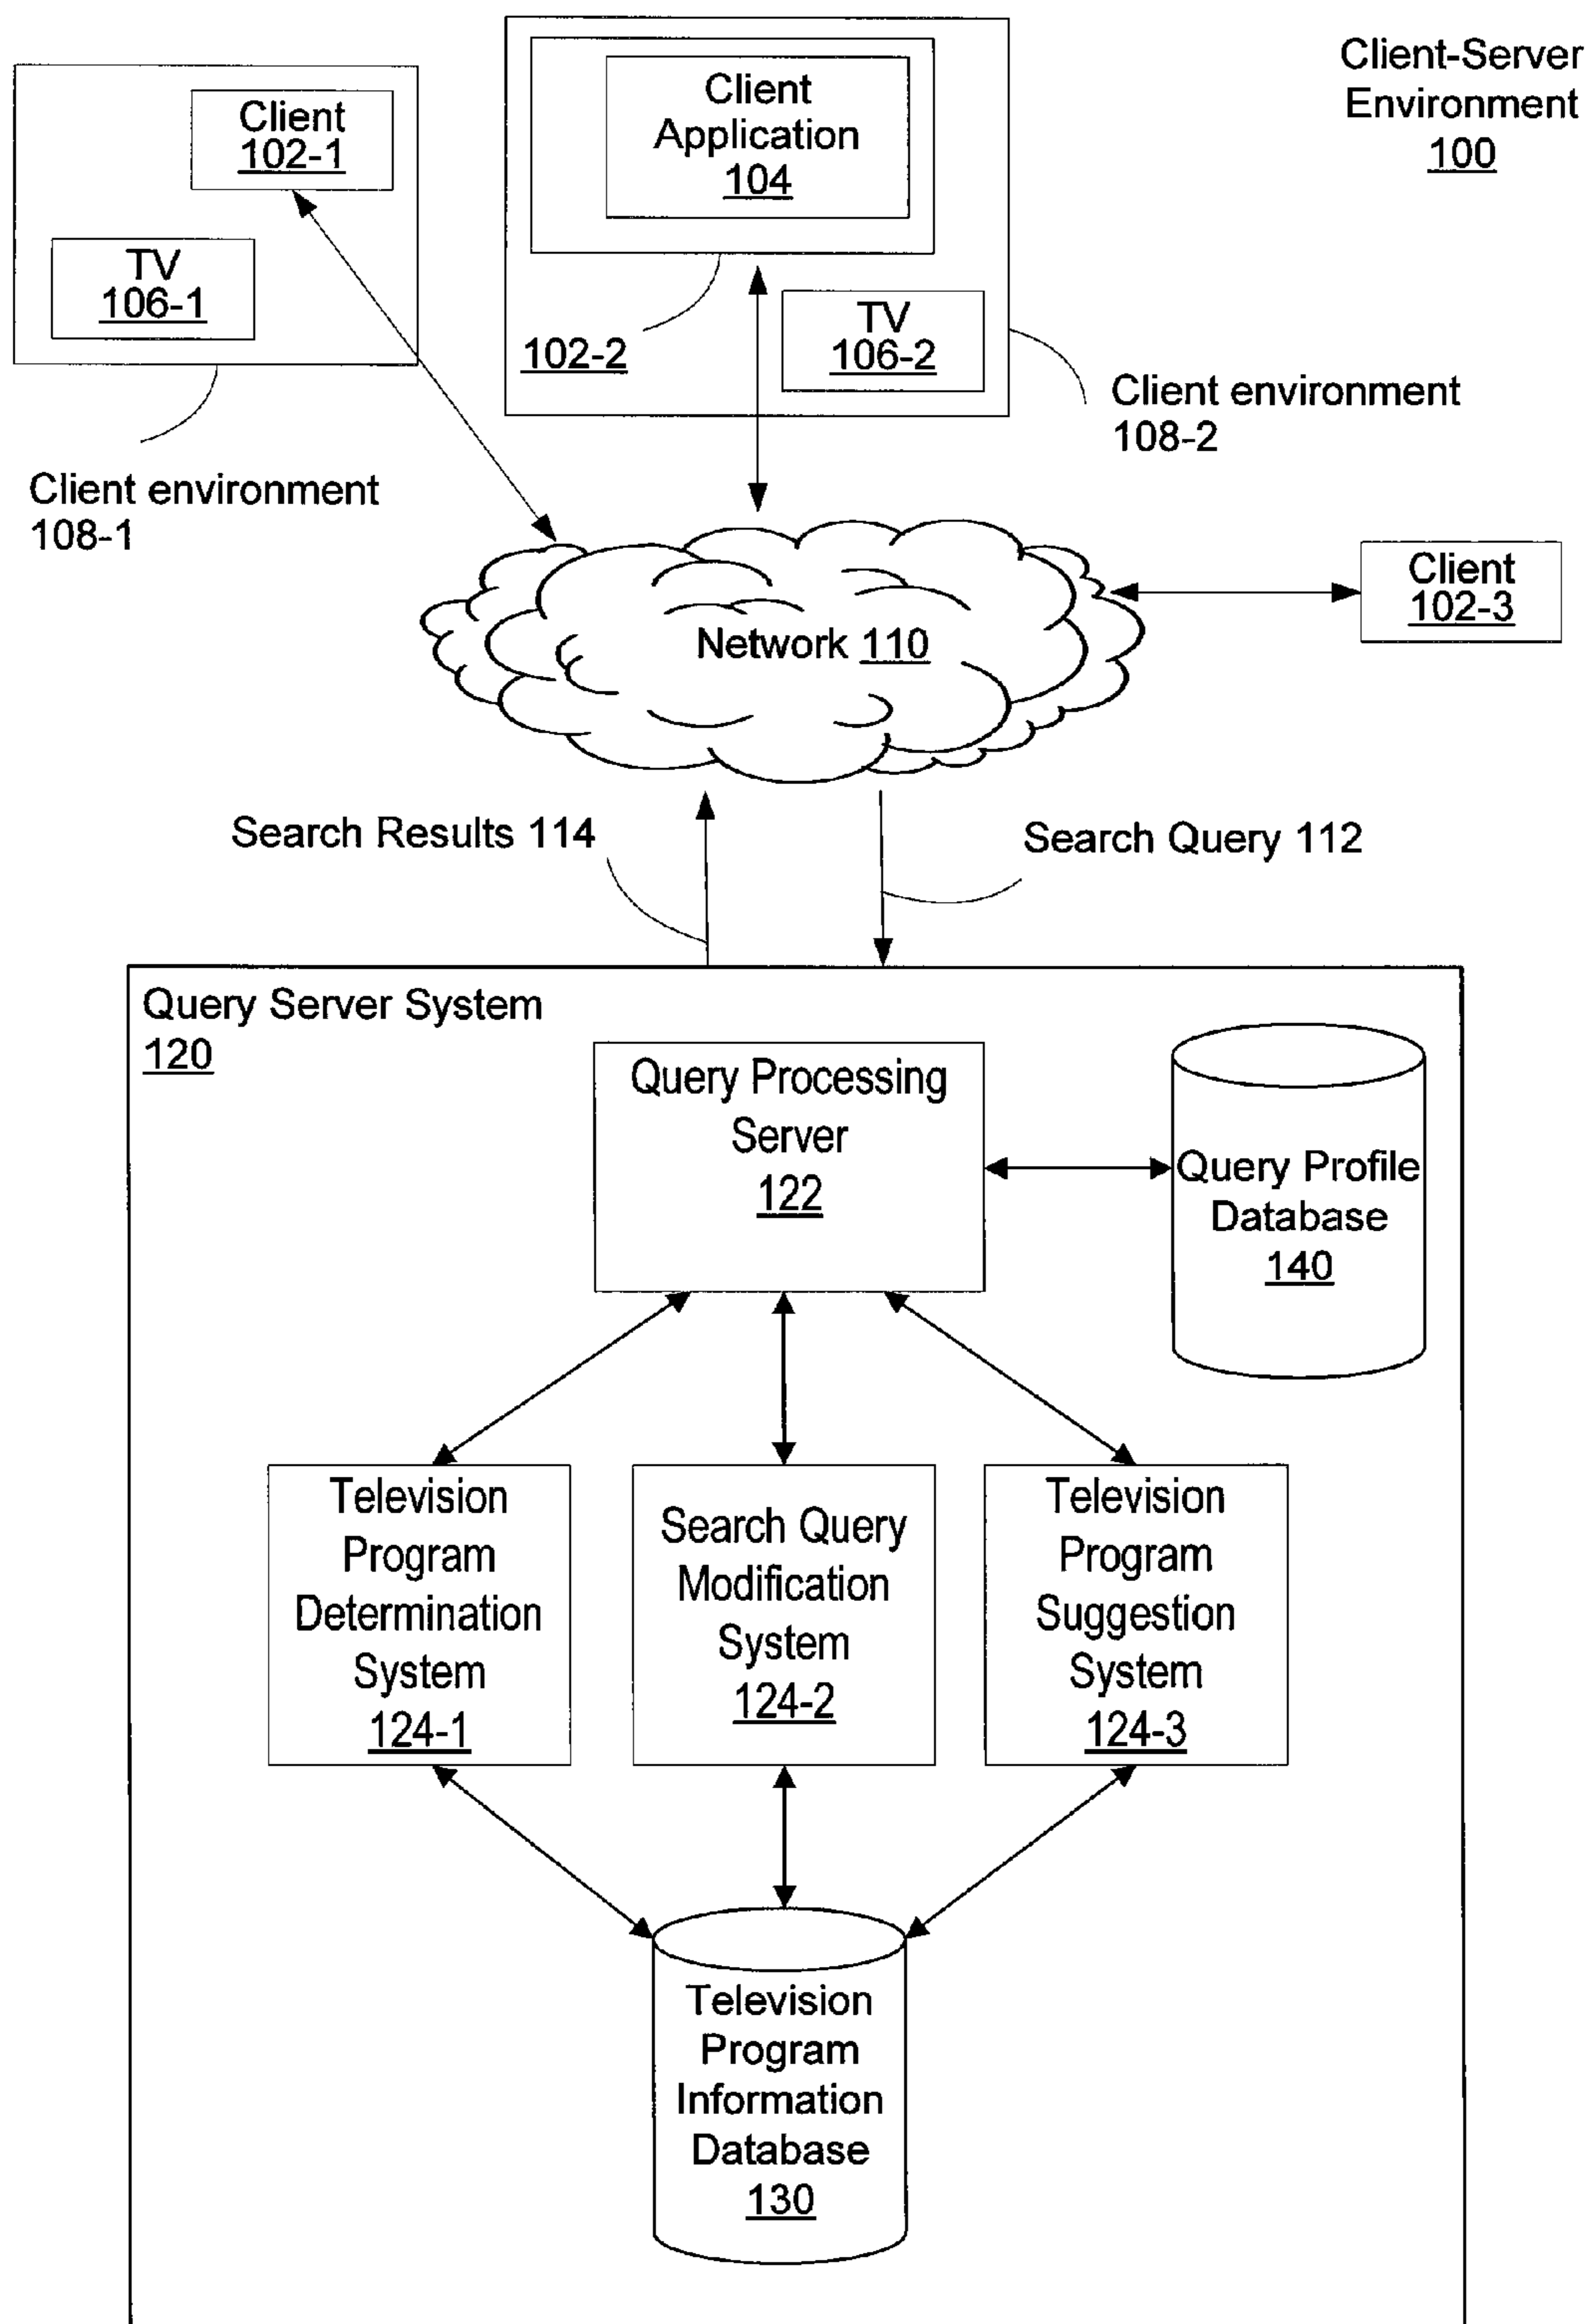 Client-Server
Environment
100
Client
102-1
TV
106-1
Client environment
108-1
Client
Application
104
102-2
TV
106-2
Client environment
108-2
Network 110
Client
102-3
Search Results 114
Search Query 112
Query Server System
120
Query Processing
Server
122
Query Profile
Database
140
Television
Program
Determination
System
124-1
Search Query
Modification
System
124-2
Television
Program
Suggestion
System
124-3
Television
Program
Information
Database
130